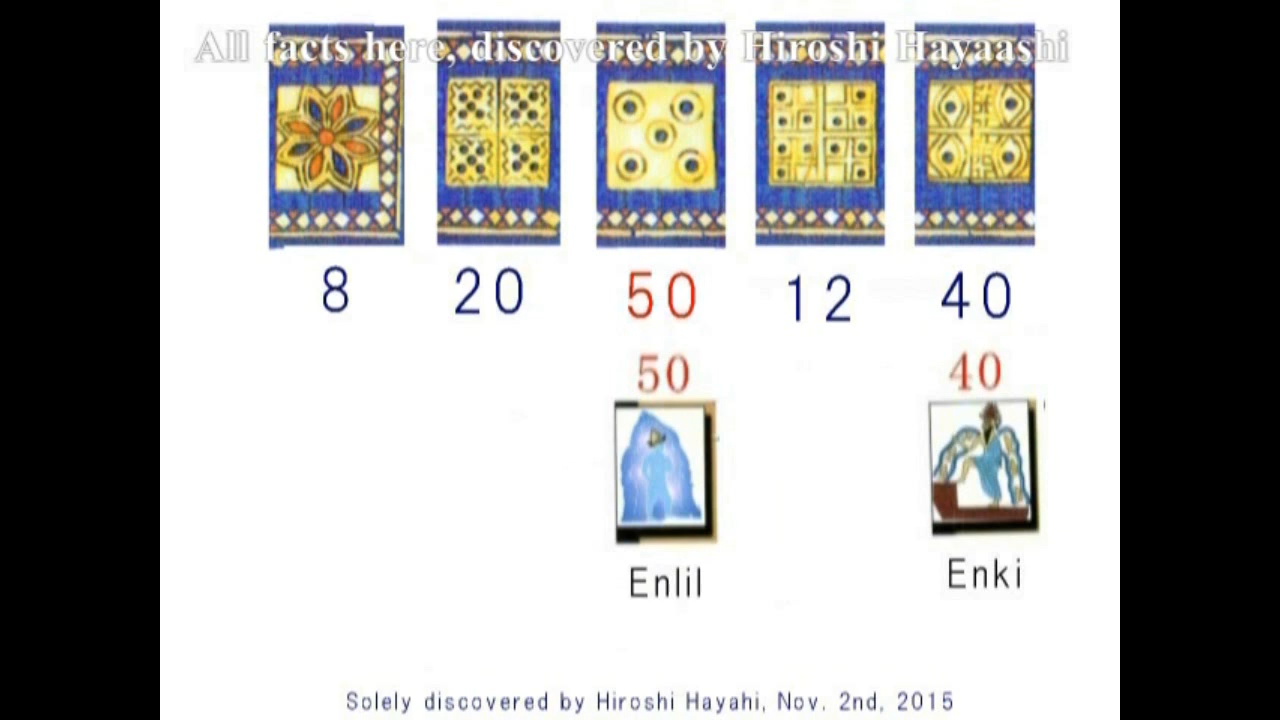 All facts here, discovered by Hiroshi Hayaashi
8 20 50 12 40
50 40
Enlil Enki
Solely discovered by Hiroshi Hayahi, Nov. 2nd, 2015